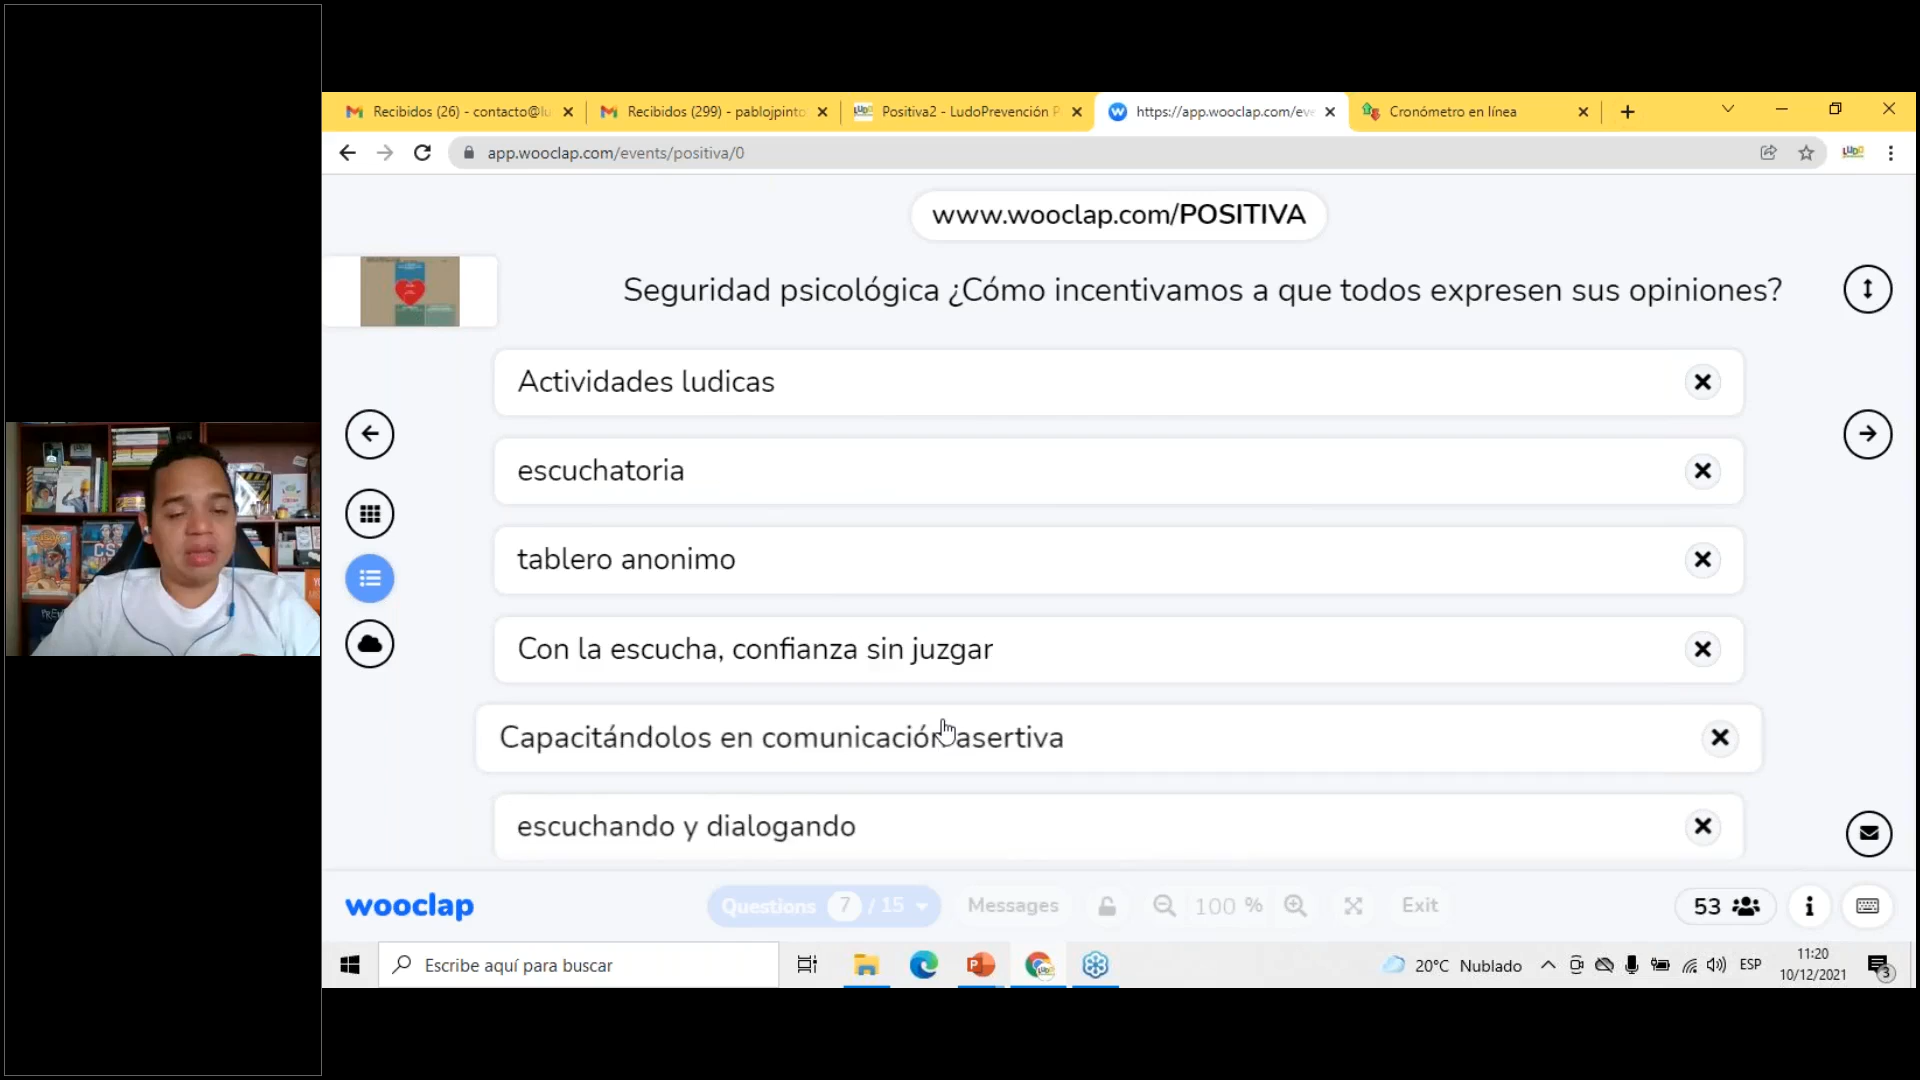 Recibidos (26) - contacto@lu
Recibidos (299) - pablojpinto
Positiva2 - LudoPrevención P
https://app.wooclap.com/eve
Cronómetro en línea
app.wooclap.com/events/positiva/0
www.wooclap.com/POSITIVA
Seguridad psicológica ¿Cómo incentivamos a que todos expresen sus opiniones?
Actividades ludicas
escuchatoria
tablero anonimo
Con la escucha, confianza sin juzgar
Capacitándolos en comunicación asertiva
escuchando y dialogando
wooclap
Questions 7 / 15
Messages
100 %
Exit
53
Escribe aquí para buscar
20°C Nublado
ESP
11:20
10/12/2021
3